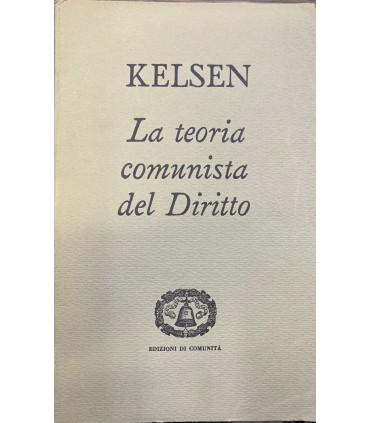 KELSEN
La teoria
comunista
del Diritto
EDIZIONI DI COMUNITÀ